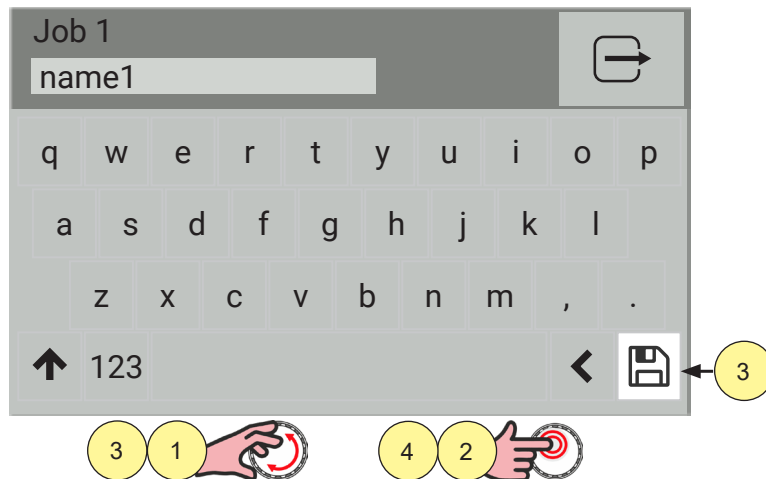 Job 1
name1
q w e r t y u i o p
a s d f g h j k l
z x c v b n m , .
123
3
3 1 4 2